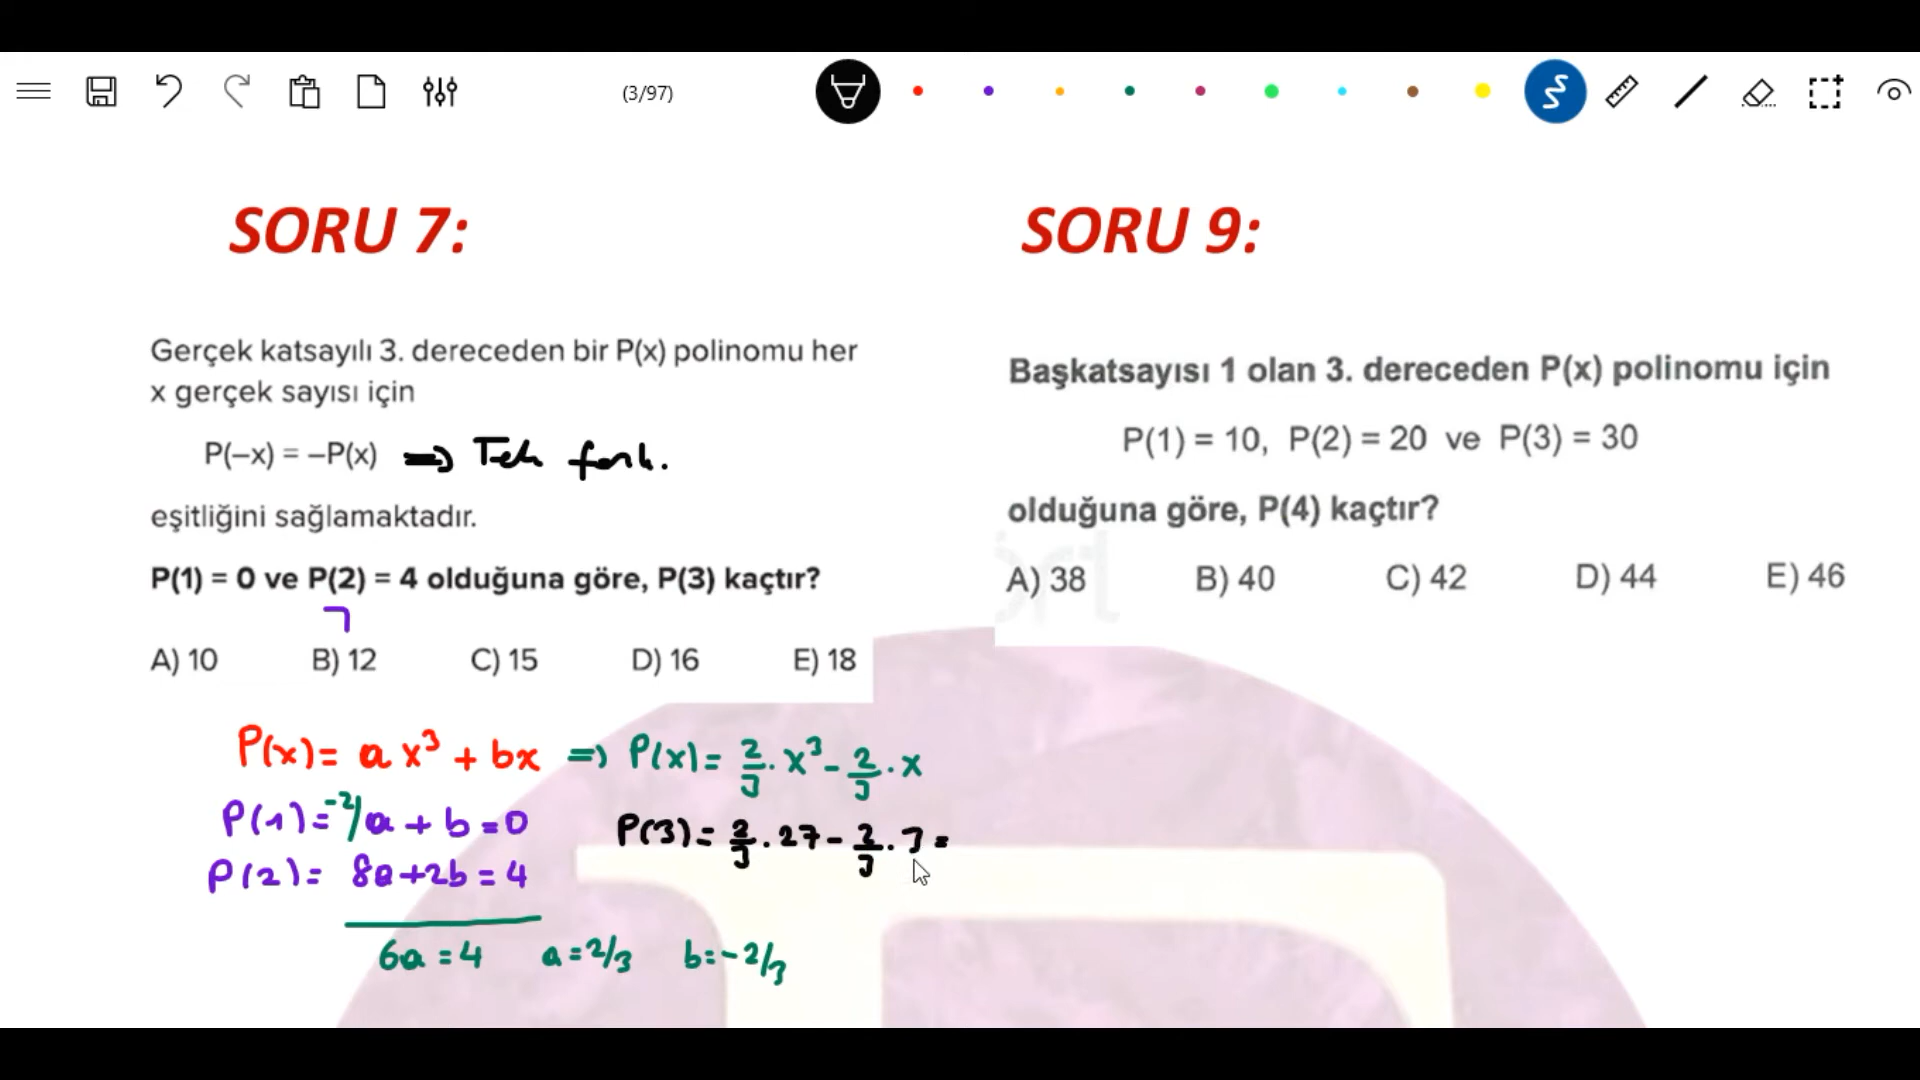 (3/97)
SORU 7:
Gerçek katsayılı 3. dereceden bir P(x) polinomu her
x gerçek sayısı için
P(–x) = –P(x) => Tek fonk.
eşitliğini sağlamaktadır.
P(1) = 0 ve P(2) = 4 olduğuna göre, P(3) kaçtır?
A) 10 B) 12 C) 15 D) 16 E) 18
P(x) = ax³ + bx => P(x) = 2/3 . x³ - 2/3 . x
P(1) = -2/ a + b = 0
P(2) = 8a + 2b = 4
6a = 4 a = 2/3 b = -2/3
P(3) = 2/3 . 27 - 2/3 . 3 =
SORU 9:
Başkatsayısı 1 olan 3. dereceden P(x) polinomu için
P(1) = 10, P(2) = 20 ve P(3) = 30
olduğuna göre, P(4) kaçtır?
A) 38 B) 40 C) 42 D) 44 E) 46